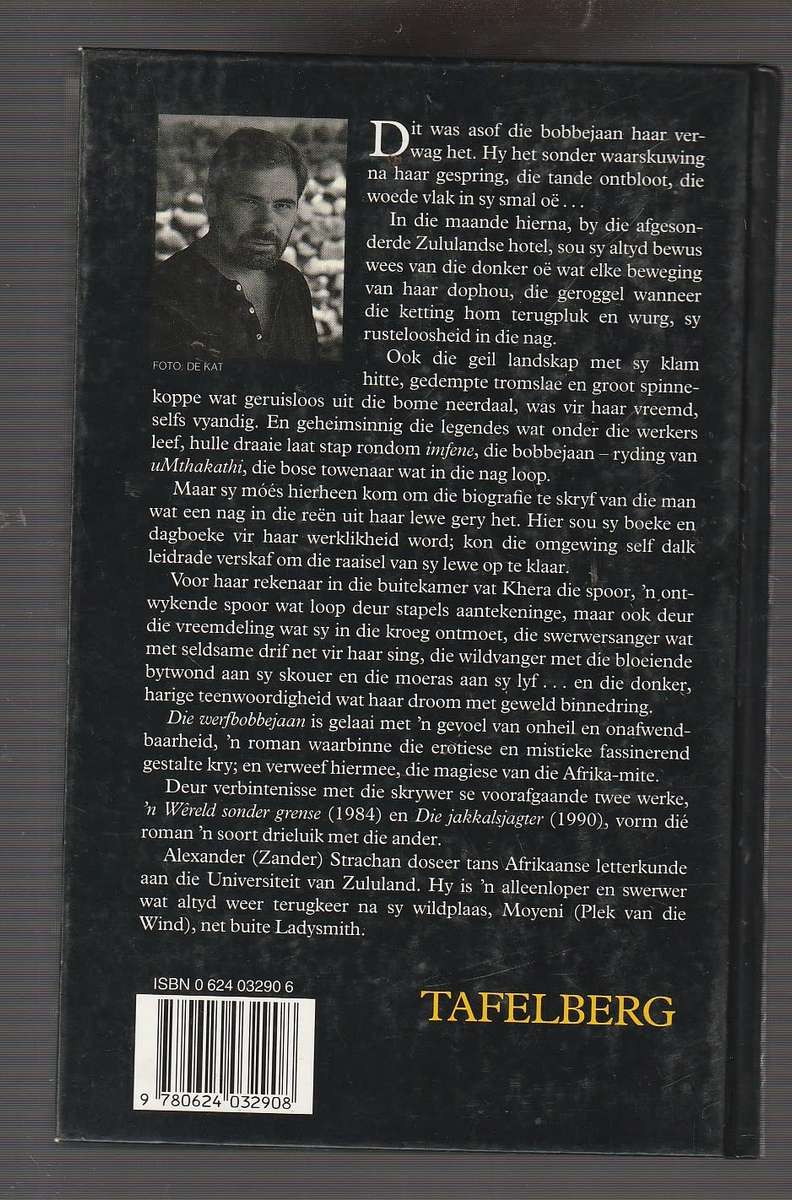 Dit was asof die bobbejaan haar ver-
wag het. Hy het sonder waarskuwing
na haar gespring, die tande ontbloot, die
woede vlak in sy smal oë . . .
In die maande hierna, by die afgeson-
derde Zululandse hotel, sou sy altyd bewus
wees van die donker oë wat elke beweging
van haar dophou, die geroggel wanneer
die ketting hom terugpluk en wurg, sy
rusteloosheid in die nag.
FOTO: DE KAT
Ook die geil landskap met sy klam
hitte, gedempte tromslae en groot spinne-
koppe wat geruisloos uit die bome neerdaal, was vir haar vreemd,
selfs vyandig. En geheimsinnig die legendes wat onder die werkers
leef, hulle draaie laat stap rondom imfene, die bobbejaan – ryding van
uMthakathi, die bose towenaar wat in die nag loop.
Maar sy móés hierheen kom om die biografie te skryf van die man
wat een nag in die reën uit haar lewe gery het. Hier sou sy boeke en
dagboeke vir haar werklikheid word; kon die omgewing self dalk
leidrade verskaf om die raaisel van sy lewe op te klaar.
Voor haar rekenaar in die buitekamer vat Khera die spoor, 'n ont-
wykende spoor wat loop deur stapels aantekeninge, maar ook deur
die vreemdeling wat sy in die kroeg ontmoet, die swerwersanger wat
met seldsame drif net vir haar sing, die wildvanger met die bloeiende
bytwond aan sy skouer en die moeras aan sy lyf . . . en die donker,
harige teenwoordigheid wat haar droom met geweld binnedring.
Die werfbobbejaan is gelaai met 'n gevoel van onheil en onafwend-
baarheid, 'n roman waarbinne die erotiese en mistieke fassinerend
gestalte kry; en verweef hiermee, die magiese van die Afrika-mite.
Deur verbintenisse met die skrywer se voorafgaande twee werke,
'n Wêreld sonder grense (1984) en Die jakkalsjagter (1990), vorm dié
roman 'n soort drieluik met die ander.
Alexander (Zander) Strachan doseer tans Afrikaanse letterkunde
aan die Universiteit van Zululand. Hy is 'n alleenloper en swerwer
wat altyd weer terugkeer na sy wildplaas, Moyeni (Plek van die
Wind), net buite Ladysmith.
ISBN 0 624 03290 6
TAFELBERG
9 780624 032908